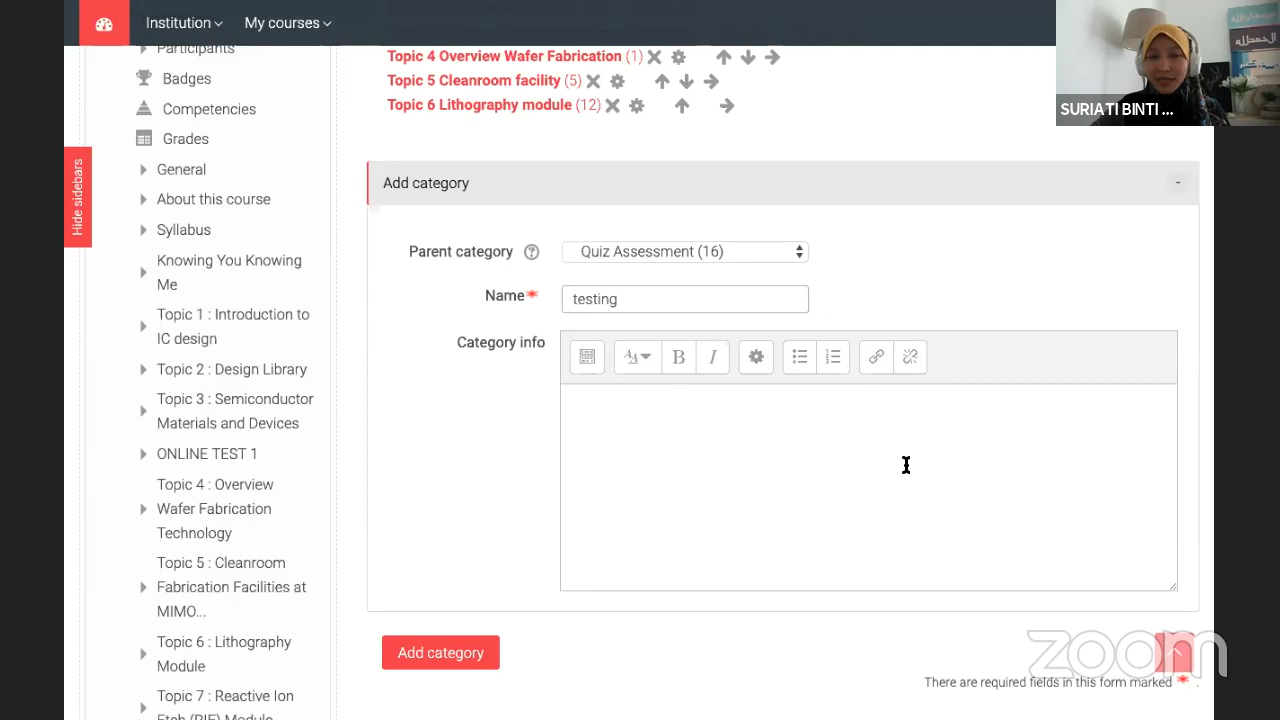 Institution
My courses
Participants
Badges
Competencies
Grades
General
About this course
Syllabus
Knowing You Knowing
Me
Topic 1 : Introduction to
IC design
Topic 2 : Design Library
Topic 3 : Semiconductor
Materials and Devices
ONLINE TEST 1
Topic 4 : Overview
Wafer Fabrication
Technology
Topic 5 : Cleanroom
Fabrication Facilities at
MIMO...
Topic 6 : Lithography
Module
Topic 7 : Reactive Ion
Etch (RIE) Module
Hide sidebars
Topic 4 Overview Wafer Fabrication (1)
Topic 5 Cleanroom facility (5)
Topic 6 Lithography module (12)
Add category
-
Parent category ?
Quiz Assessment (16)
Name
testing
Category info
B I
Add category
There are required fields in this form marked * .
SURIATI BINTI ...
zoom